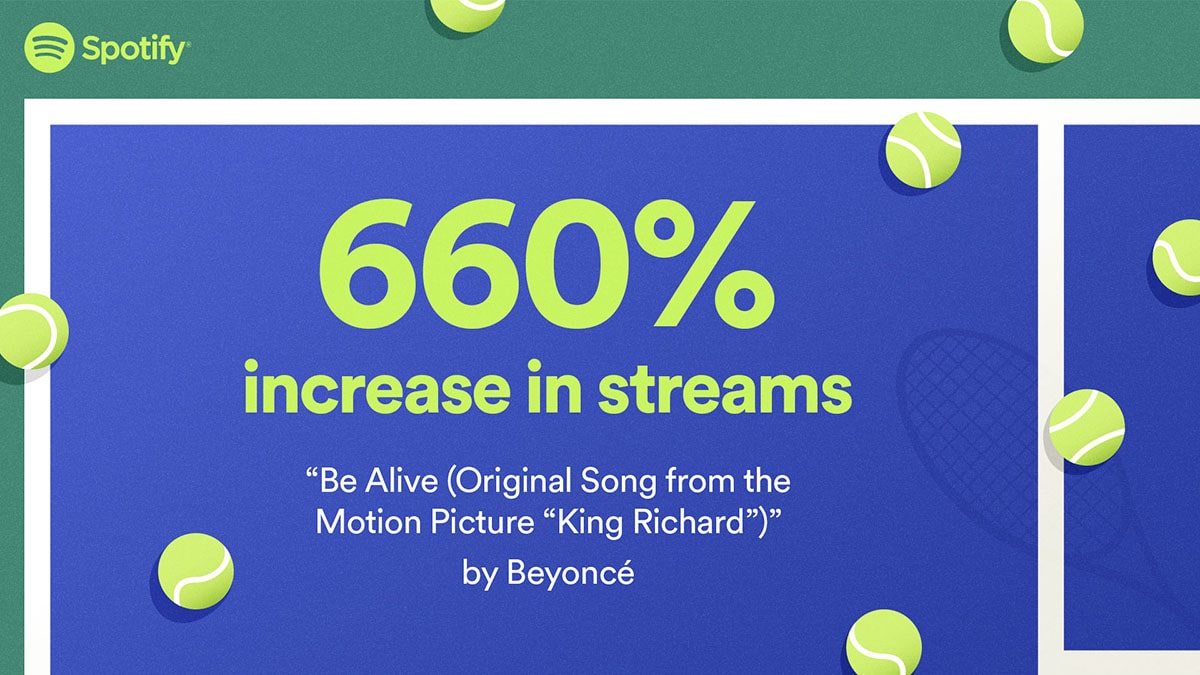 Spotify®
660%
increase in streams
“Be Alive (Original Song from the
Motion Picture “King Richard”)”
by Beyoncé